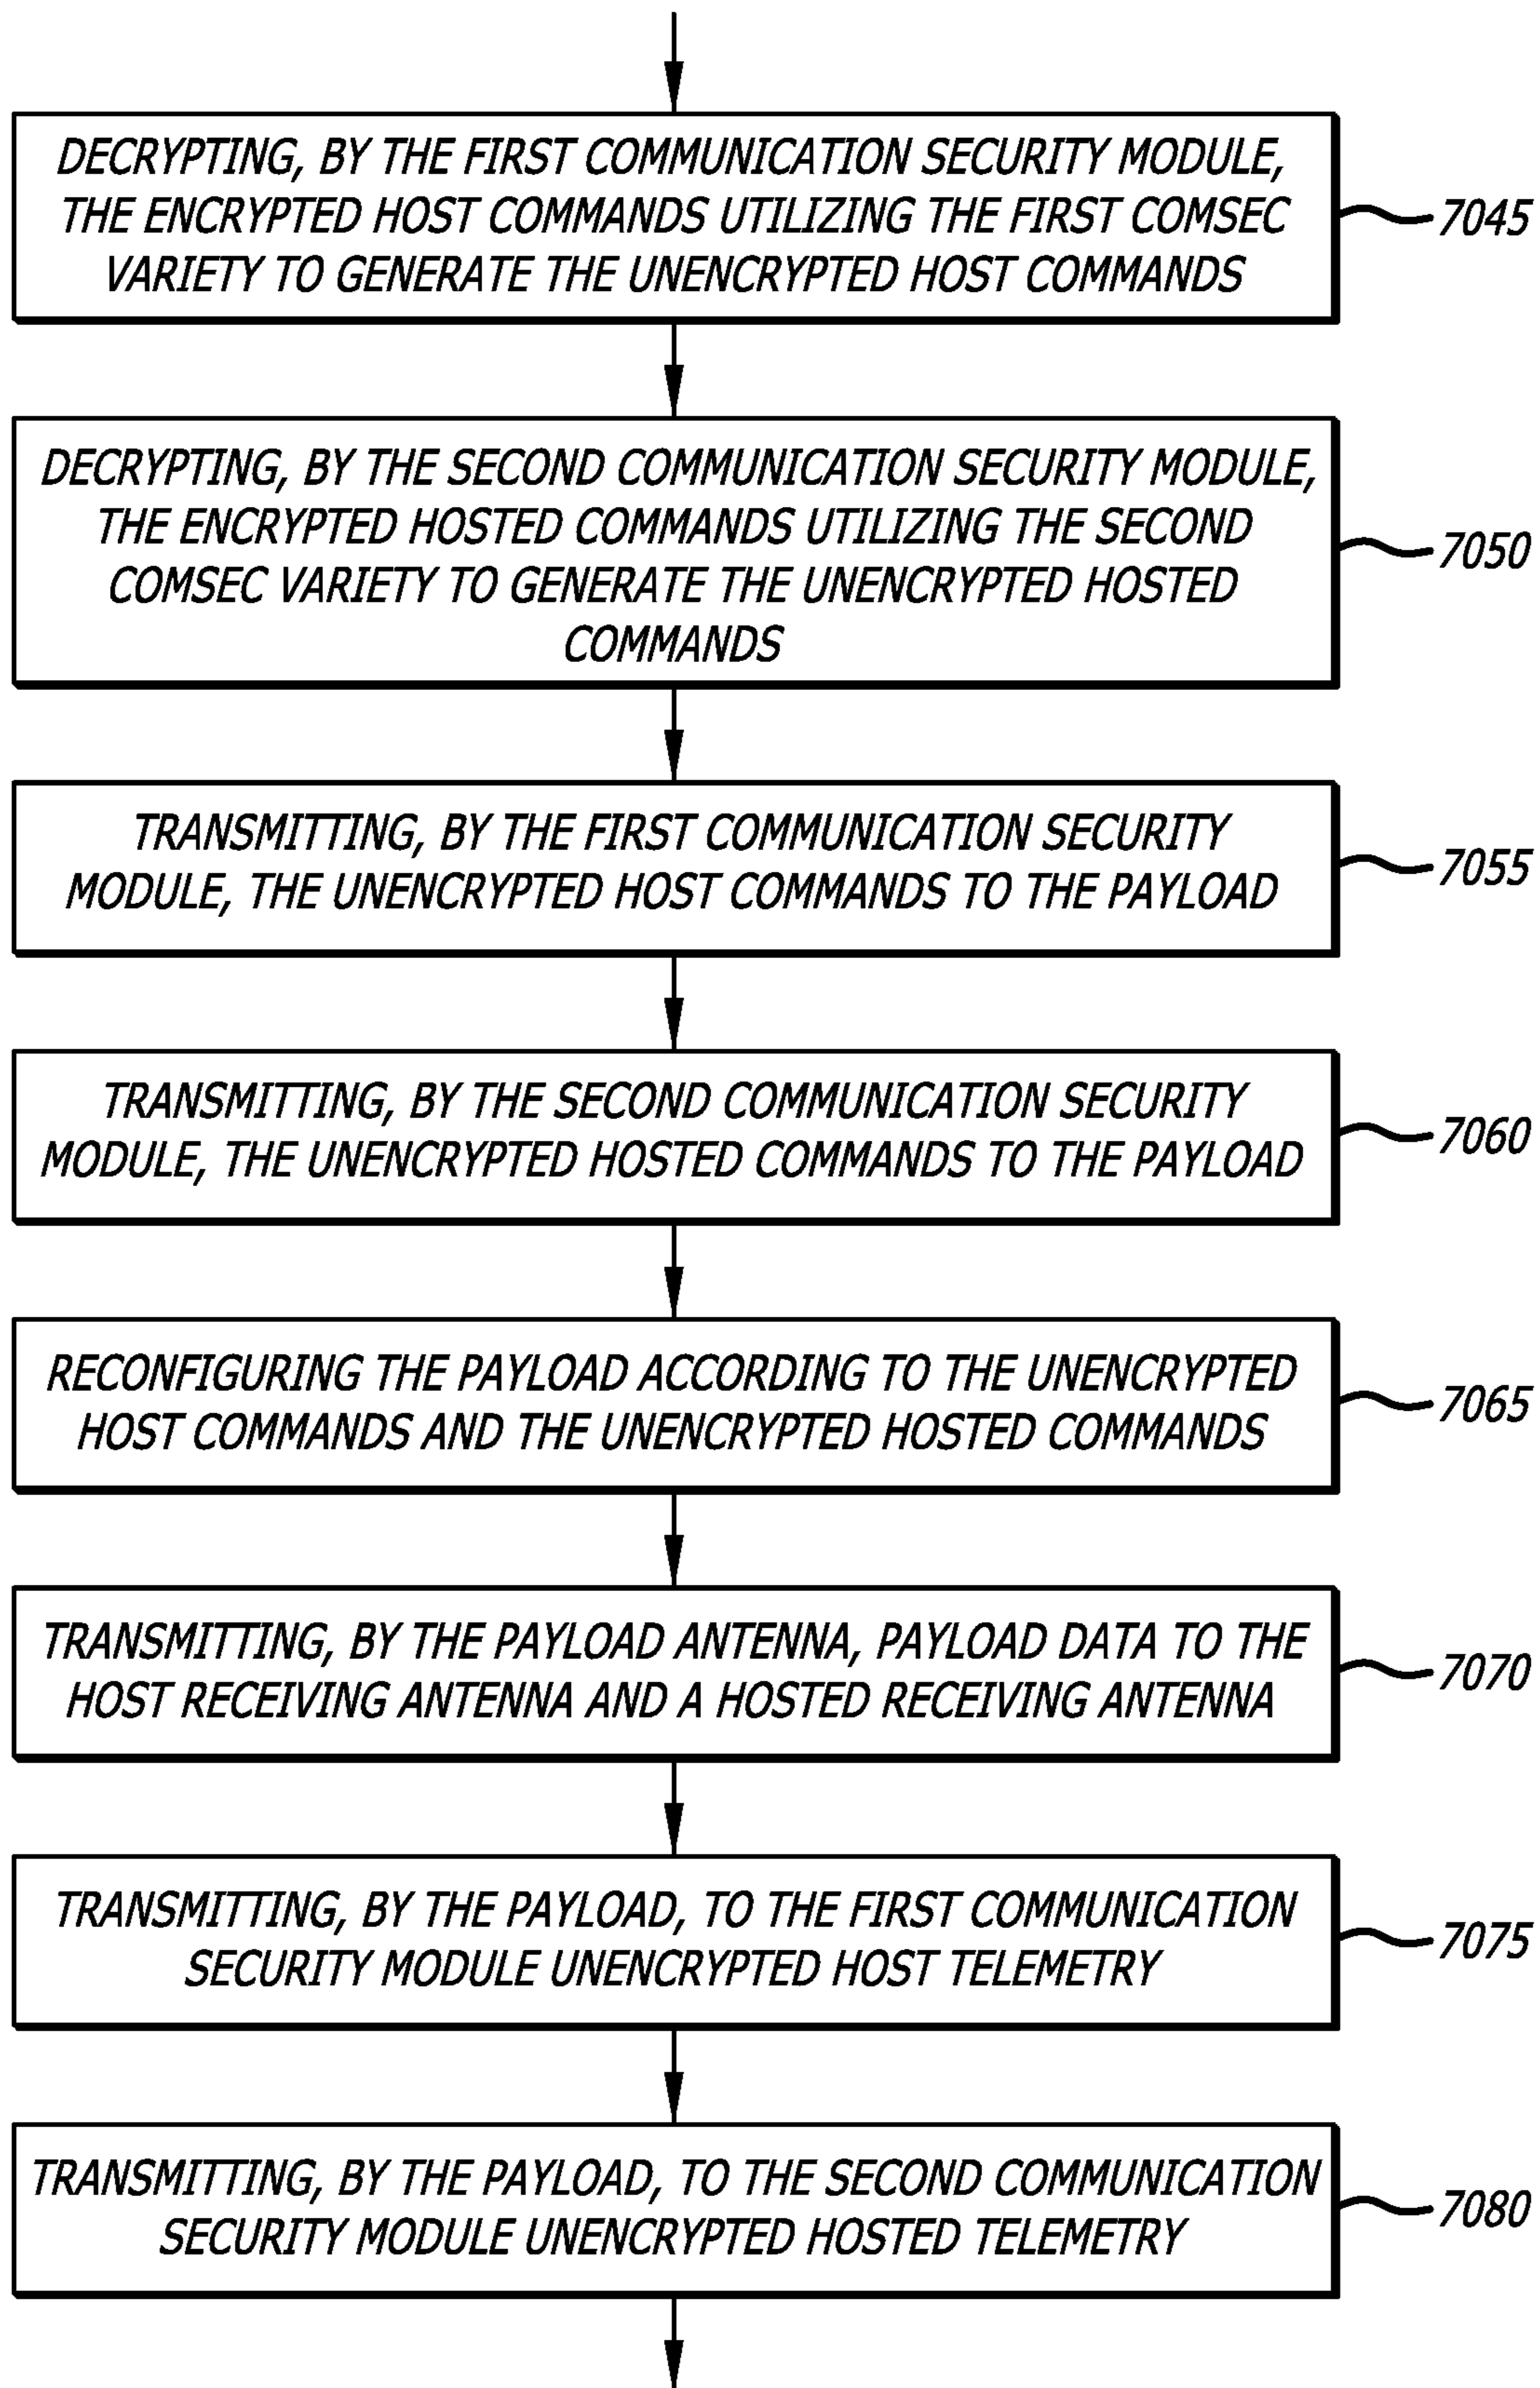 DECRYPTING, BY THE FIRST COMMUNICATION SECURITY MODULE,
THE ENCRYPTED HOST COMMANDS UTILIZING THE FIRST COMSEC
VARIETY TO GENERATE THE UNENCRYPTED HOST COMMANDS
7045
DECRYPTING, BY THE SECOND COMMUNICATION SECURITY MODULE,
THE ENCRYPTED HOSTED COMMANDS UTILIZING THE SECOND
COMSEC VARIETY TO GENERATE THE UNENCRYPTED HOSTED
COMMANDS
7050
TRANSMITTING, BY THE FIRST COMMUNICATION SECURITY
MODULE, THE UNENCRYPTED HOST COMMANDS TO THE PAYLOAD
7055
TRANSMITTING, BY THE SECOND COMMUNICATION SECURITY
MODULE, THE UNENCRYPTED HOSTED COMMANDS TO THE PAYLOAD
7060
RECONFIGURING THE PAYLOAD ACCORDING TO THE UNENCRYPTED
HOST COMMANDS AND THE UNENCRYPTED HOSTED COMMANDS
7065
TRANSMITTING, BY THE PAYLOAD ANTENNA, PAYLOAD DATA TO THE
HOST RECEIVING ANTENNA AND A HOSTED RECEIVING ANTENNA
7070
TRANSMITTING, BY THE PAYLOAD, TO THE FIRST COMMUNICATION
SECURITY MODULE UNENCRYPTED HOST TELEMETRY
7075
TRANSMITTING, BY THE PAYLOAD, TO THE SECOND COMMUNICATION
SECURITY MODULE UNENCRYPTED HOSTED TELEMETRY
7080